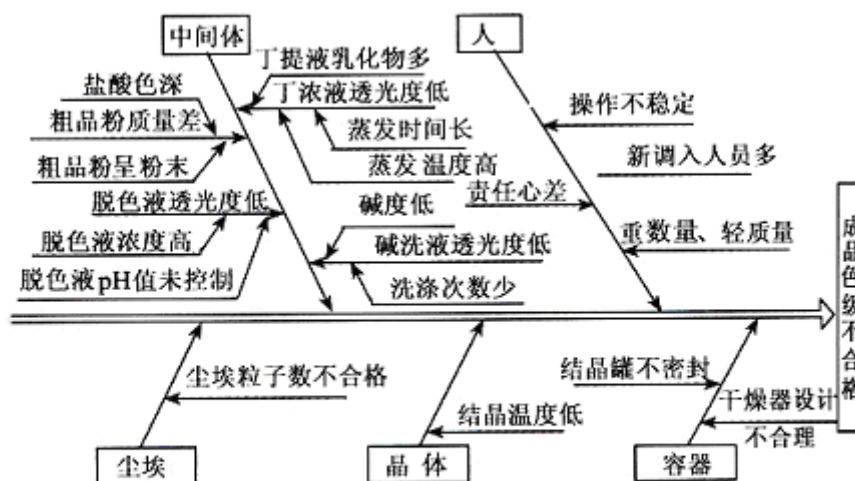 中间体
人
丁提液乳化物多
盐酸色深
丁浓液透光度低
操作不稳定
粗品粉质量差
蒸发时间长
粗品粉呈粉末
蒸发温度高
新调入人员多
脱色液透光度低
碱度低
责任心差
脱色液浓度高
碱洗液透光度低
重数量、轻质量
脱色液pH值未控制
洗涤次数少
成品色级不合格
尘埃粒子数不合格
结晶罐不密封
结晶温度低
干燥器设计
不合理
尘埃
晶体
容器